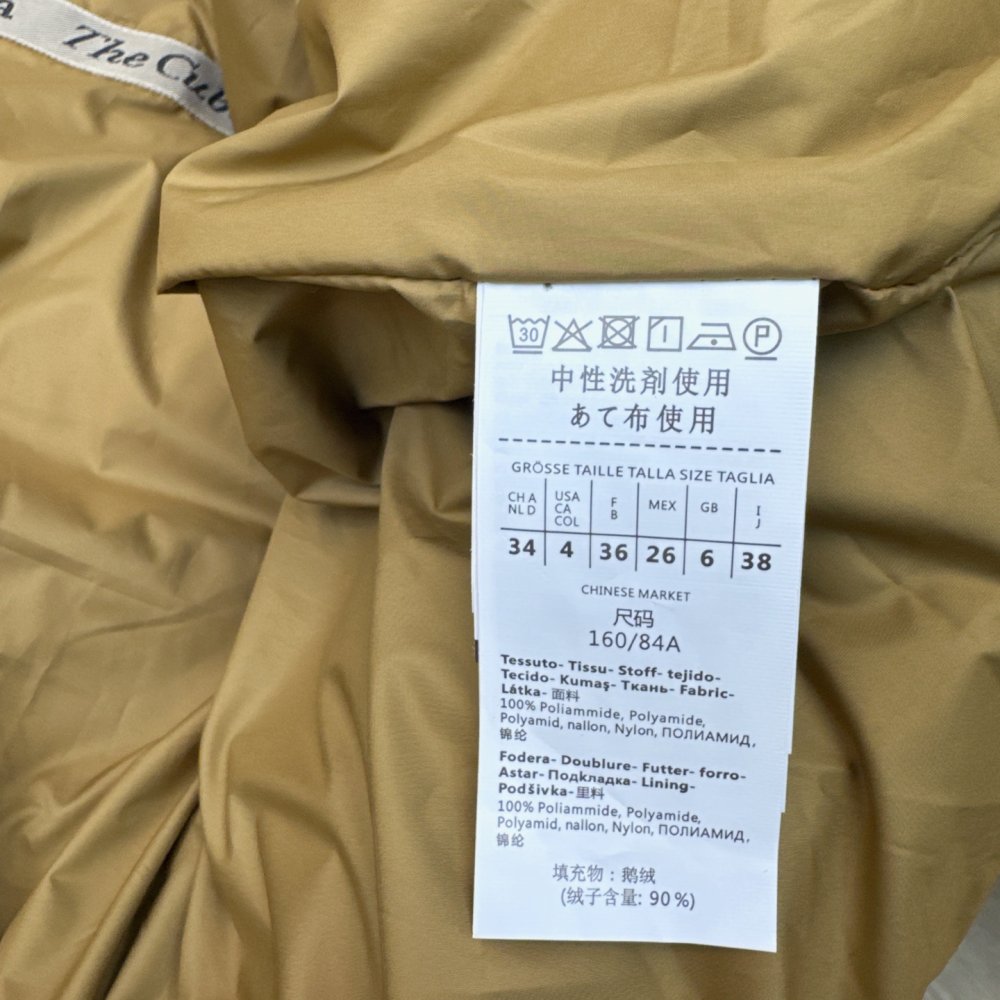 The Cub
30
P
中性洗剤使用
あて布使用
GRÖSSE TAILLE TALLA SIZE TAGLIA
CH A NL D USA CA COL F B MEX GB I J
34 4 36 26 6 38
CHINESE MARKET
尺码
160/84A
Tessuto- Tissu- Stoff- tejido-
Tecido- Kumaş- Ткань- Fabric-
Látka- 面料
100% Poliammide, Polyamide,
Polyamid, nallon, Nylon, ПОЛИАМИД,
锦纶
Fodera- Doublure- Futter- forro-
Astar- Подкладка- Lining-
Podšivka- 里料
100% Poliammide, Polyamide,
Polyamid, nallon, Nylon, ПОЛИАМИД,
锦纶
填充物：鹅绒
(绒子含量: 90%)